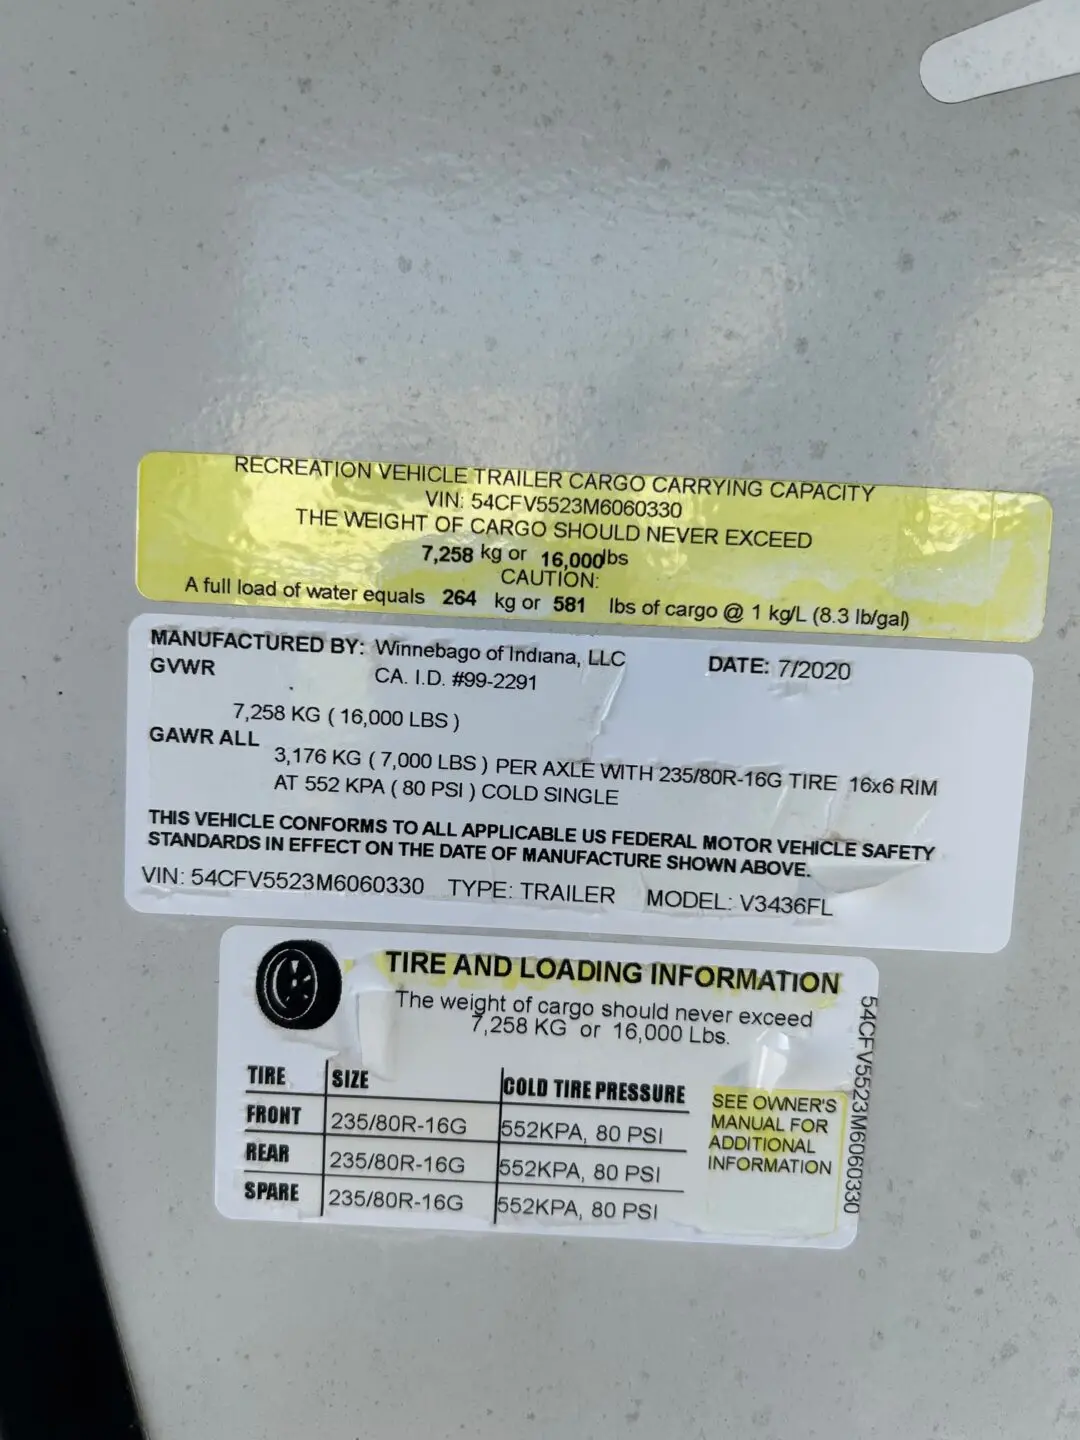 RECREATION VEHICLE TRAILER CARGO CARRYING CAPACITY
VIN: 54CFV5523M6060330
THE WEIGHT OF CARGO SHOULD NEVER EXCEED
7,258 kg or 16,000lbs
CAUTION:
A full load of water equals 264 kg or 581 lbs of cargo @ 1 kg/L (8.3 lb/gal)
MANUFACTURED BY: Winnebago of Indiana, LLC DATE: 7/2020
GVWR CA. I.D. #99-2291
7,258 KG ( 16,000 LBS )
GAWR ALL
3,176 KG ( 7,000 LBS ) PER AXLE WITH 235/80R-16G TIRE 16x6 RIM
AT 552 KPA ( 80 PSI ) COLD SINGLE
THIS VEHICLE CONFORMS TO ALL APPLICABLE US FEDERAL MOTOR VEHICLE SAFETY
STANDARDS IN EFFECT ON THE DATE OF MANUFACTURE SHOWN ABOVE.
VIN: 54CFV5523M6060330 TYPE: TRAILER MODEL: V3436FL
TIRE AND LOADING INFORMATION
The weight of cargo should never exceed
7,258 KG or 16,000 Lbs.
TIRE SIZE COLD TIRE PRESSURE
FRONT 235/80R-16G 552KPA, 80 PSI
REAR 235/80R-16G 552KPA, 80 PSI
SPARE 235/80R-16G 552KPA, 80 PSI
SEE OWNER'S
MANUAL FOR
ADDITIONAL
INFORMATION
54CFV5523M6060330